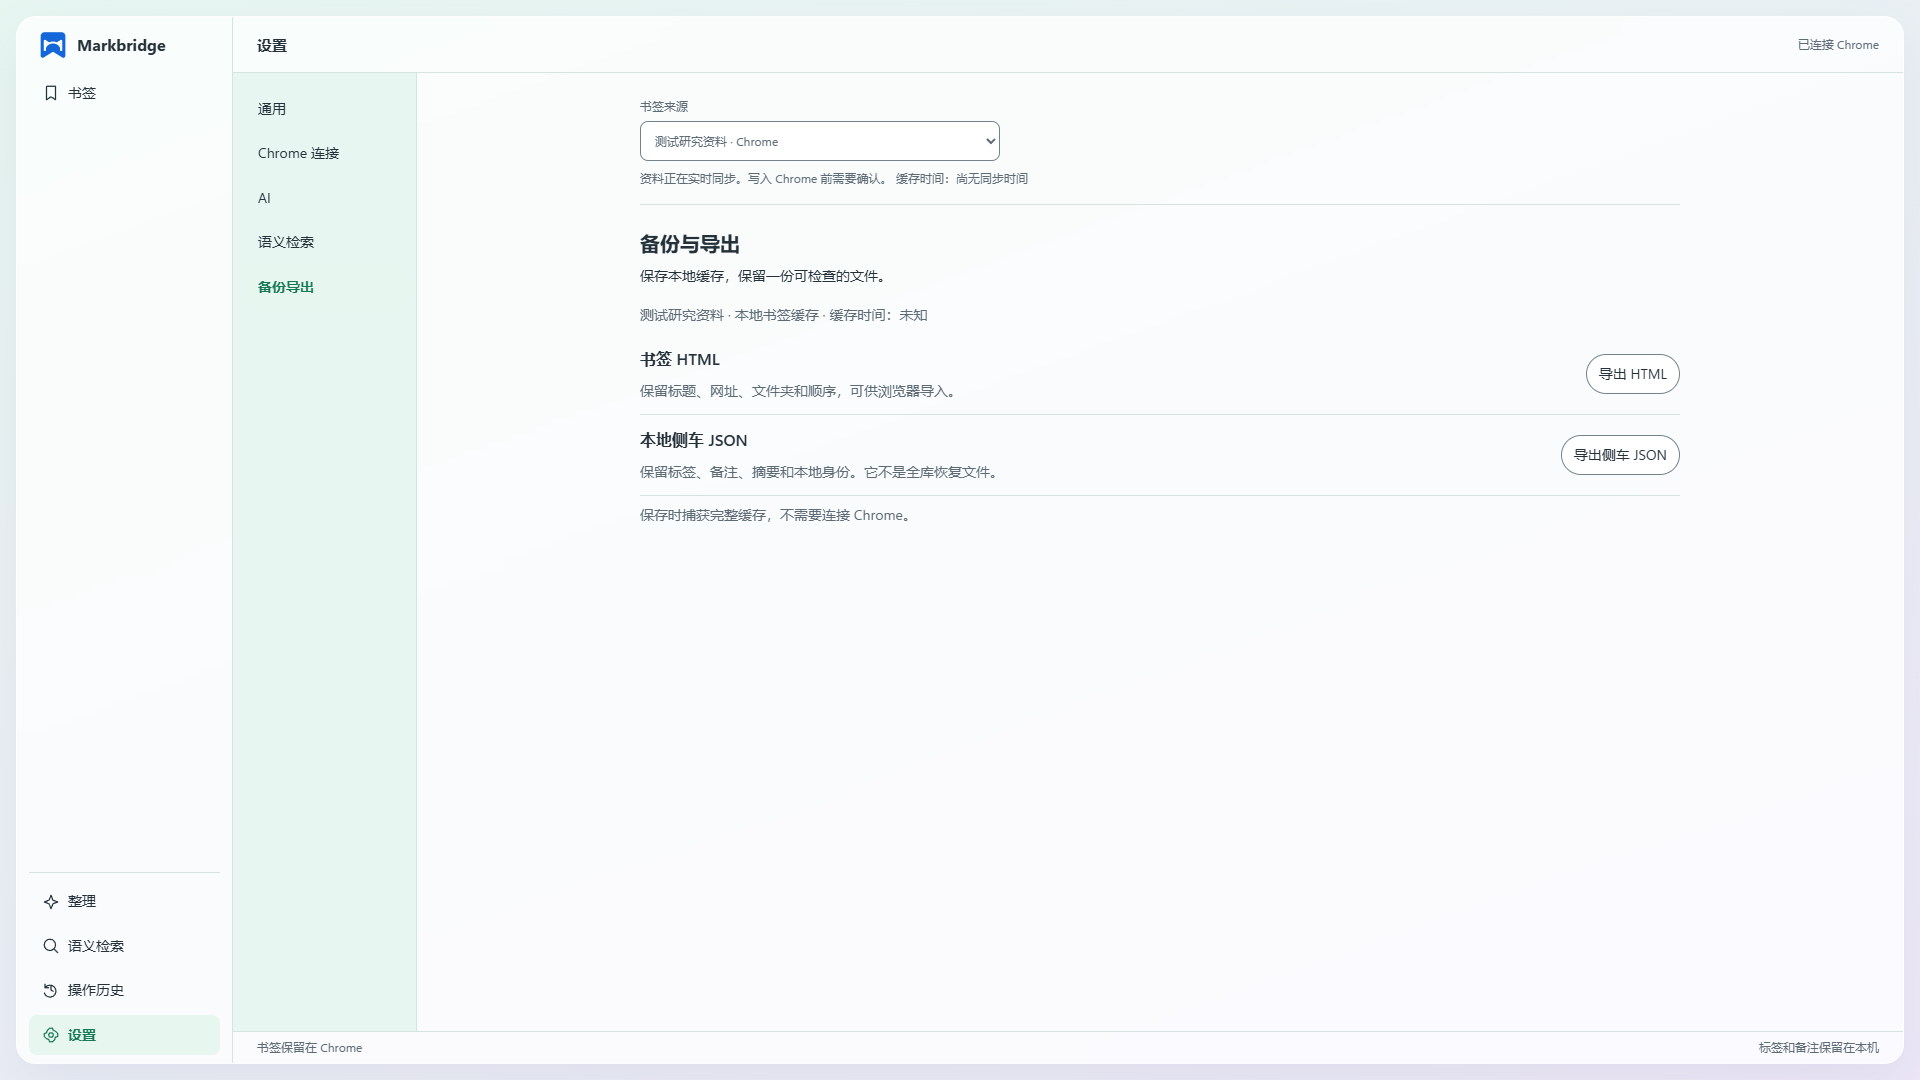 Markbridge
书签
整理
语义检索
操作历史
设置
设置
已连接 Chrome
通用
Chrome 连接
AI
语义检索
备份导出
书签来源
测试研究资料 · Chrome
资料正在实时同步。写入 Chrome 前需要确认。 缓存时间：尚无同步时间
备份与导出
保存本地缓存，保留一份可检查的文件。
测试研究资料 · 本地书签缓存 · 缓存时间：未知
书签 HTML
保留标题、网址、文件夹和顺序，可供浏览器导入。
导出 HTML
本地侧车 JSON
保留标签、备注、摘要和本地身份。它不是全库恢复文件。
导出侧车 JSON
保存时捕获完整缓存，不需要连接 Chrome。
书签保留在 Chrome
标签和备注保留在本机